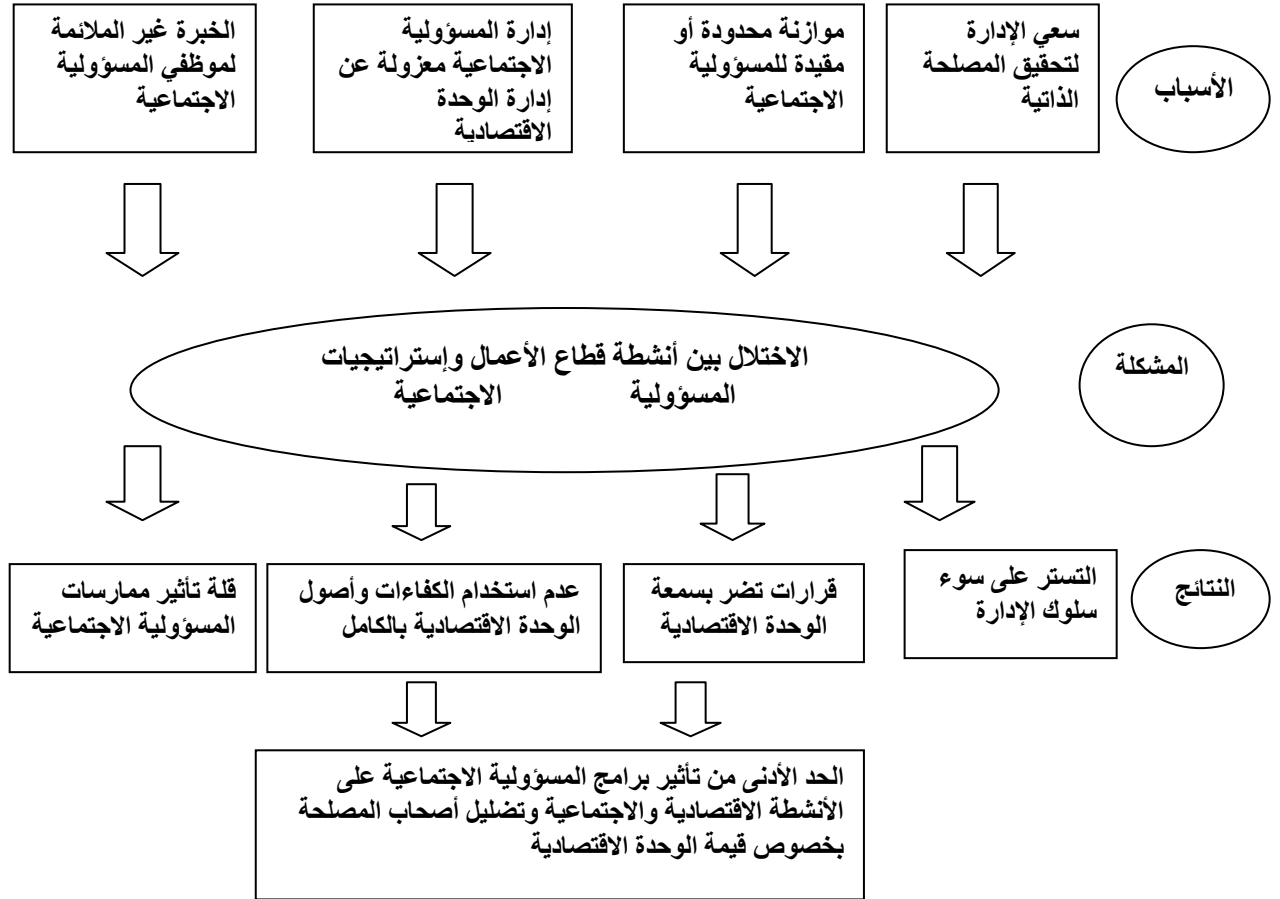 الأسباب
سعي الإدارة
لتحقيق المصلحة
الذاتية
موازنة محدودة أو
مقيدة للمسؤولية
الاجتماعية
إدارة المسؤولية
الاجتماعية معزولة عن
إدارة الوحدة
الاقتصادية
الخبرة غير الملائمة
لموظفي المسؤولية
الاجتماعية
المشكلة
الاختلال بين أنشطة قطاع الأعمال وإستراتيجيات
المسؤولية الاجتماعية
النتائج
التستر على سوء
سلوك الإدارة
قرارات تضر بسمعة
الوحدة الاقتصادية
عدم استخدام الكفاءات وأصول
الوحدة الاقتصادية بالكامل
قلة تأثير ممارسات
المسؤولية الاجتماعية
الحد الأدنى من تأثير برامج المسؤولية الاجتماعية على
الأنشطة الاقتصادية والاجتماعية وتضليل أصحاب المصلحة
بخصوص قيمة الوحدة الاقتصادية